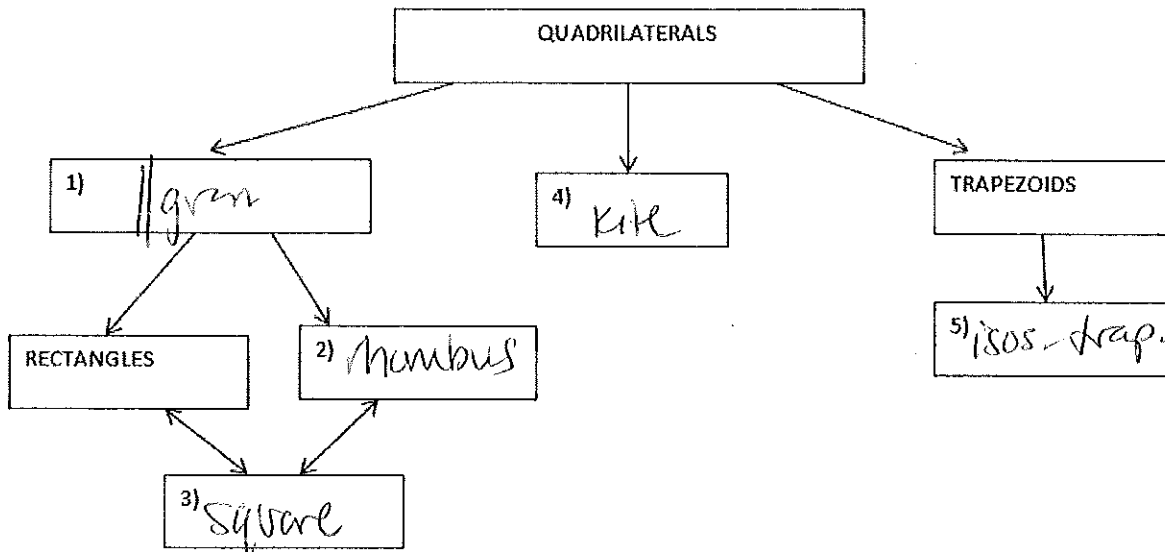 QUADRILATERALS
1) ||gram
4) Kite
TRAPEZOIDS
RECTANGLES
2) rhombus
5) isos. trap.
3) square